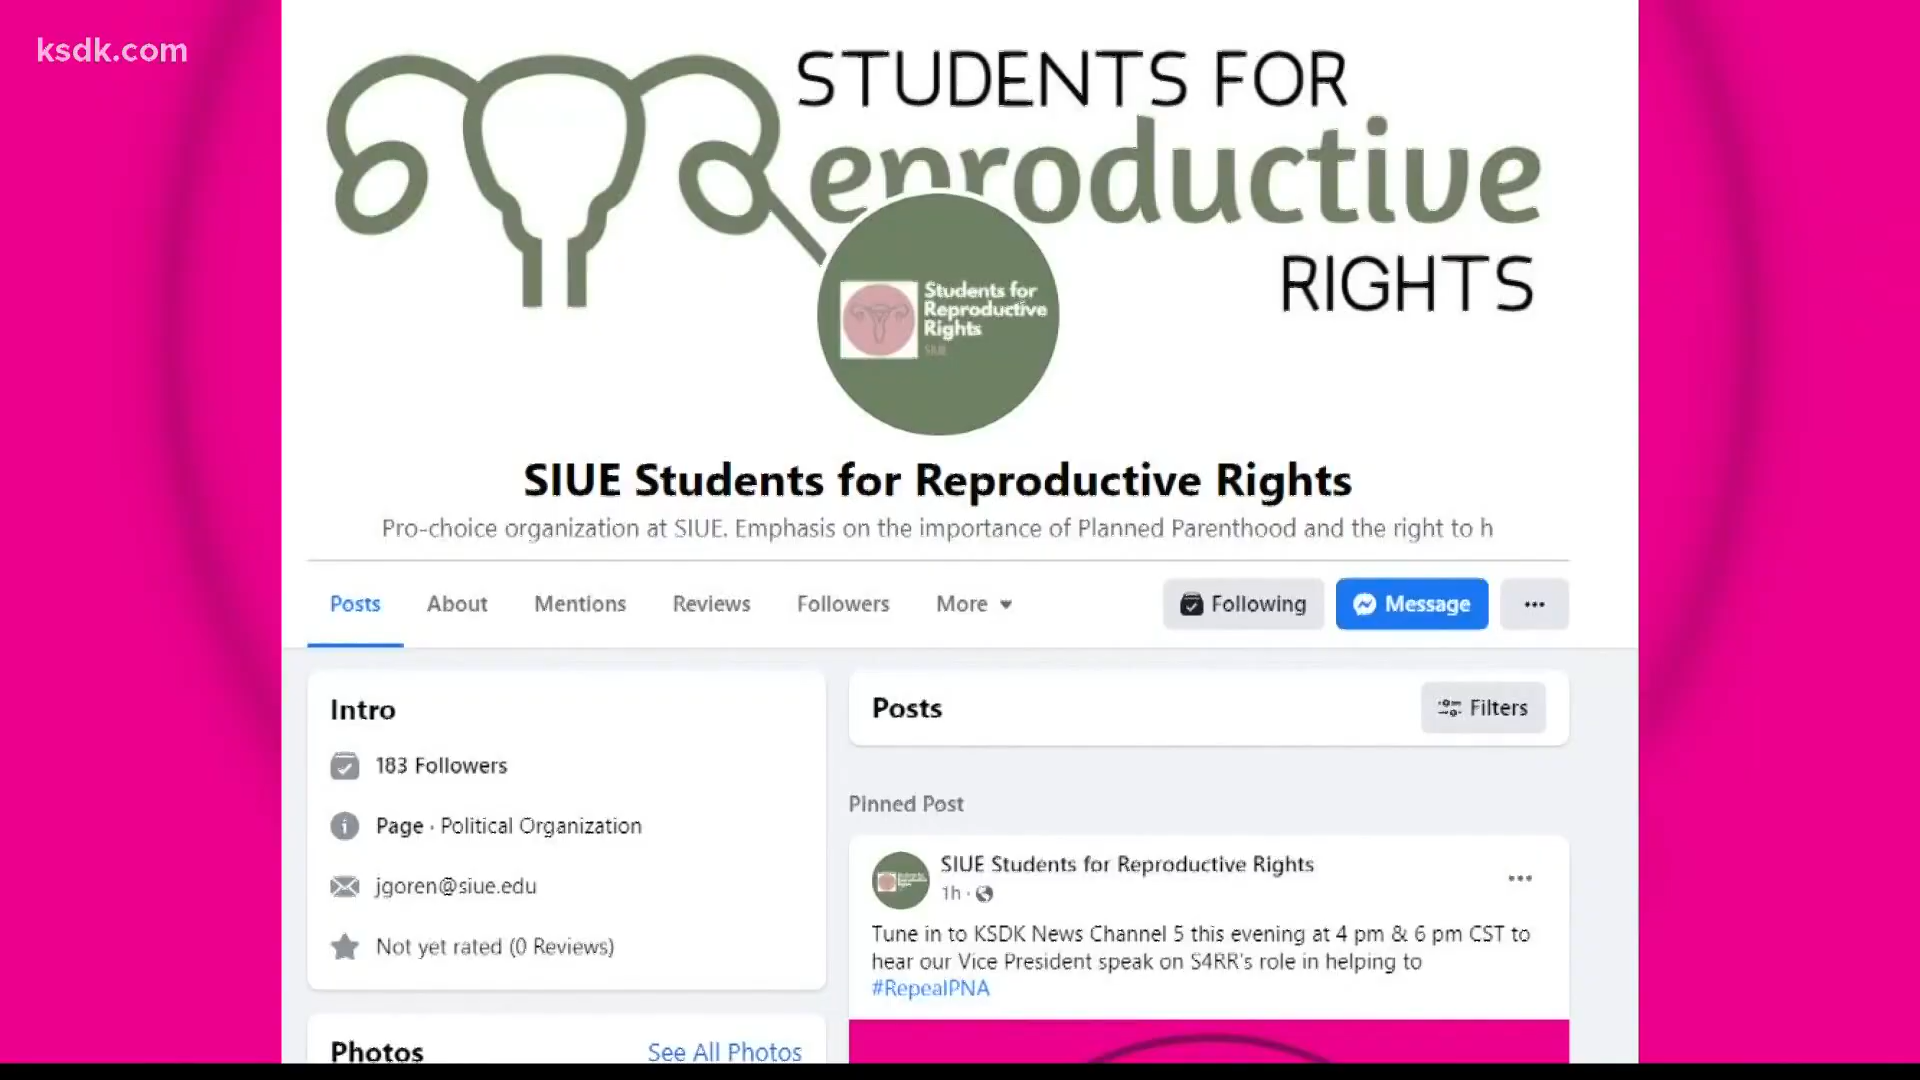 ksdk.com
STUDENTS FOR
Reproductive
RIGHTS
Students for
Reproductive
Rights
SIUE
SIUE Students for Reproductive Rights
Pro-choice organization at SIUE. Emphasis on the importance of Planned Parenthood and the right to h
Posts About Mentions Reviews Followers More Following Message
Intro
183 Followers
Page · Political Organization
jgoren@siue.edu
Not yet rated (0 Reviews)
Photos See All Photos
Posts Filters
Pinned Post
SIUE Students for Reproductive Rights
1h ·
Tune in to KSDK News Channel 5 this evening at 4 pm & 6 pm CST to
hear our Vice President speak on S4RR's role in helping to
#RepealPNA